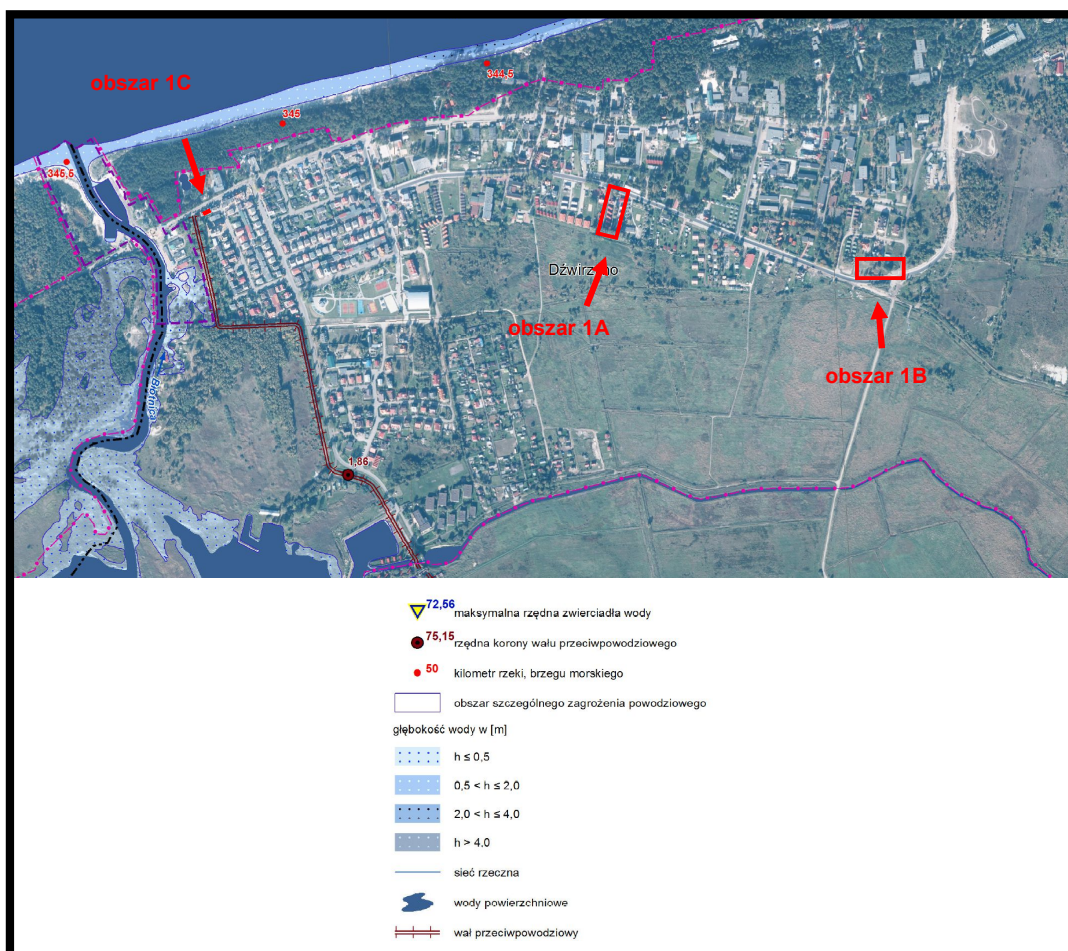 obszar 1C
344,5
345
345,5
Dźwirzyno
obszar 1A
obszar 1B
1,86
72,56
maksymalna rzędna zwierciadła wody
75,15
rzędna korony wału przeciwpowodziowego
50
kilometr rzeki, brzegu morskiego
obszar szczególnego zagrożenia powodziowego
głębokość wody w [m]
h ≤ 0,5
0,5 < h ≤ 2,0
2,0 < h ≤ 4,0
h > 4.0
sieć rzeczna
wody powierzchniowe
wał przeciwpowodziowy